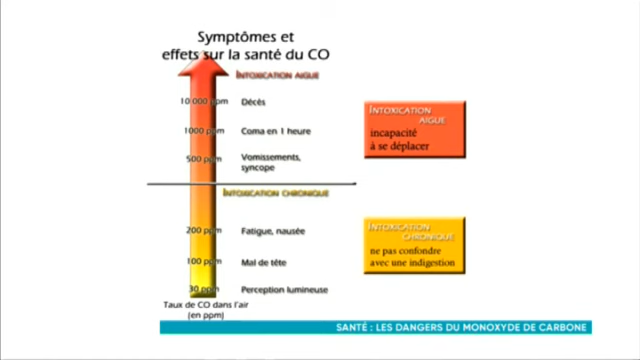 Symptômes et
effets sur la santé du CO
INTOXICATION AIGUE
10 000 ppm Décès
1000 ppm Coma en 1 heure
500 ppm Vomissements,
syncope
INTOXICATION CHRONIQUE
200 ppm Fatigue, nausée
100 ppm Mal de tête
30 ppm Perception lumineuse
Taux de CO dans l'air
(en ppm)
INTOXICATION
AIGUE
incapacité
à se déplacer
INTOXICATION
CHRONIQUE
ne pas confondre
avec une indigestion
SANTÉ : LES DANGERS DU MONOXYDE DE CARBONE